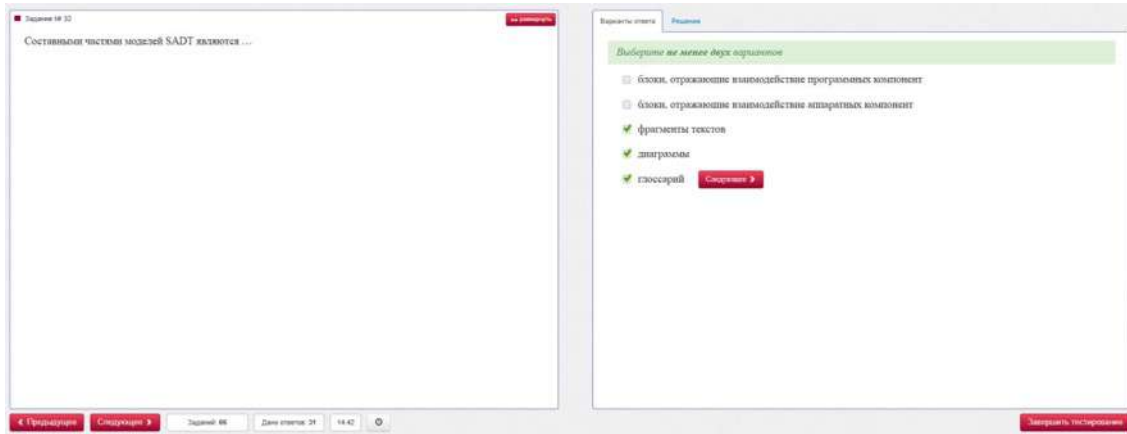 Задание № 32
развернуть
Составными частями моделей SADT являются …
Варианты ответа
Решение
Выберите не менее двух вариантов
блоки, отражающие взаимодействие программных компонент
блоки, отражающие взаимодействие аппаратных компонент
фрагменты текстов
диаграммы
глоссарий Следующее
Предыдущее Следующее Заданий: 66 Дано ответов: 31 14:42
Завершить тестирование